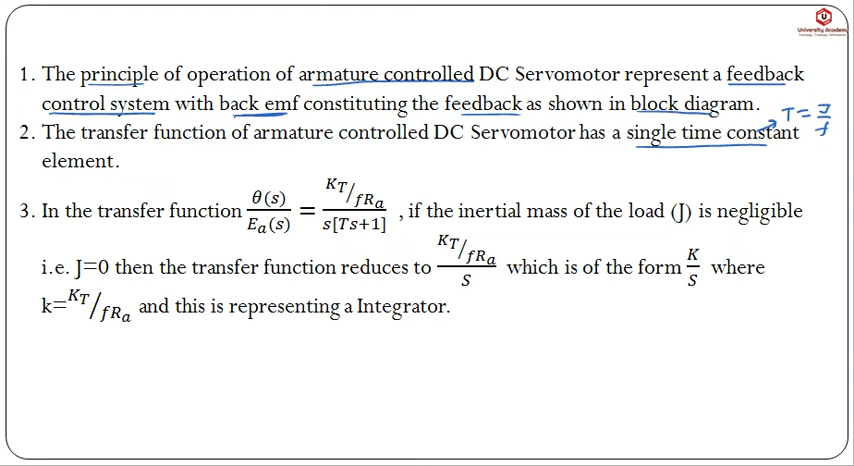 University Academy
1. The principle of operation of armature controlled DC Servomotor represent a feedback
control system with back emf constituting the feedback as shown in block diagram.
T = J/f
2. The transfer function of armature controlled DC Servomotor has a single time constant
element.
3. In the transfer function θ(s)/Eₐ(s) = (K_T/fRₐ)/(s[Ts+1]) , if the inertial mass of the load (J) is negligible
i.e. J=0 then the transfer function reduces to (K_T/fRₐ)/S which is of the form K/S where
k=K_T/fRₐ and this is representing a Integrator.